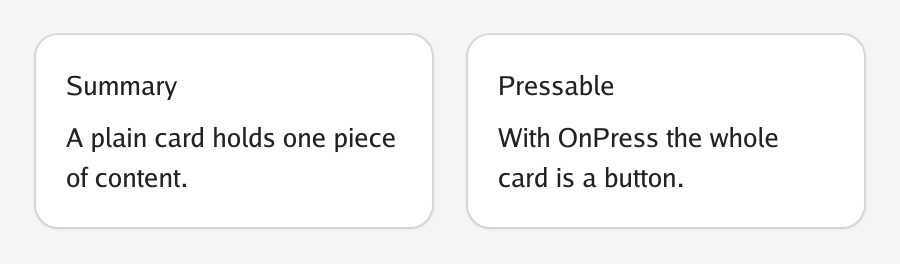 Summary
A plain card holds one piece
of content.
Pressable
With OnPress the whole
card is a button.